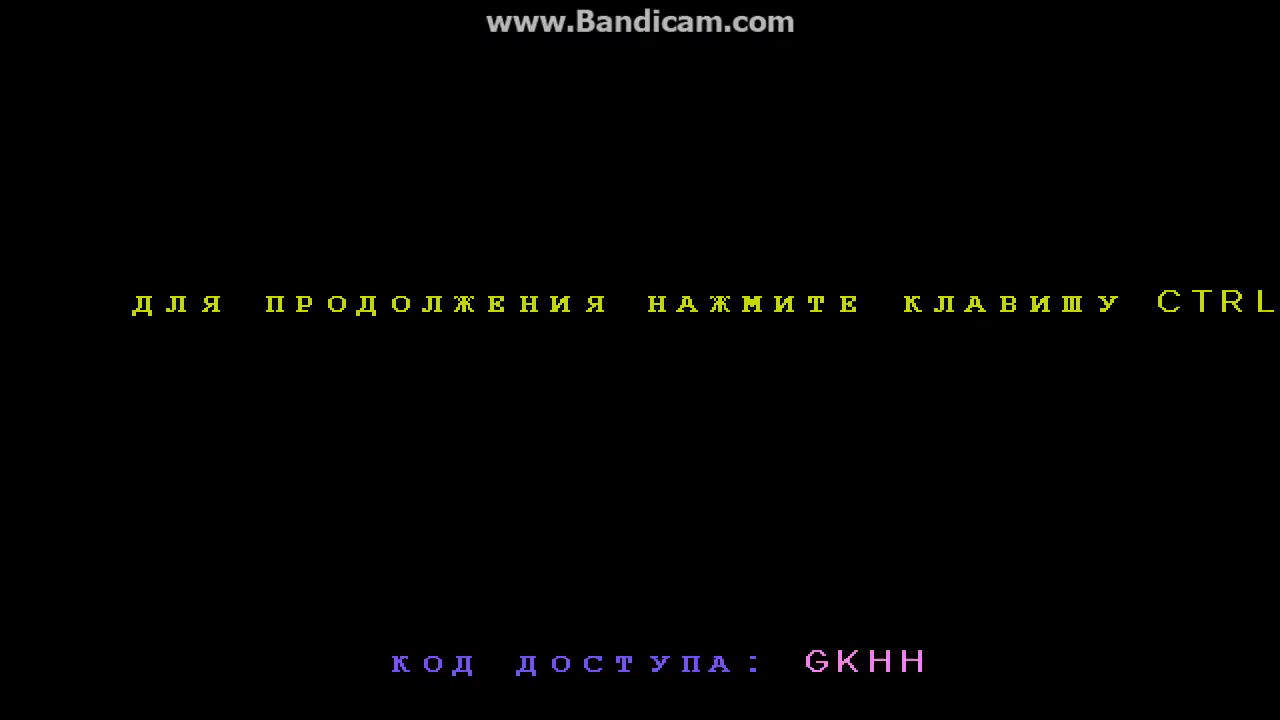 www.Bandicam.com
ДЛЯ ПРОДОЛЖЕНИЯ НАЖМИТЕ КЛАВИШУ CTRL
КОД ДОСТУПА: GKHH